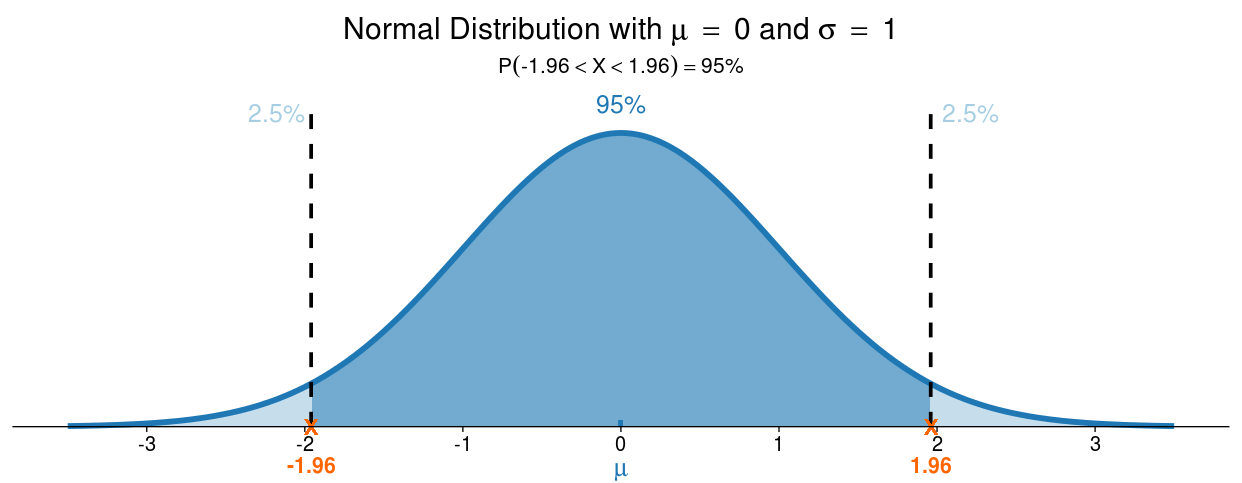 Normal Distribution with μ = 0 and σ = 1
P(-1.96 < X < 1.96) = 95%
2.5% 95% 2.5%
X X
-3 -2 -1 0 1 2 3
-1.96 μ 1.96